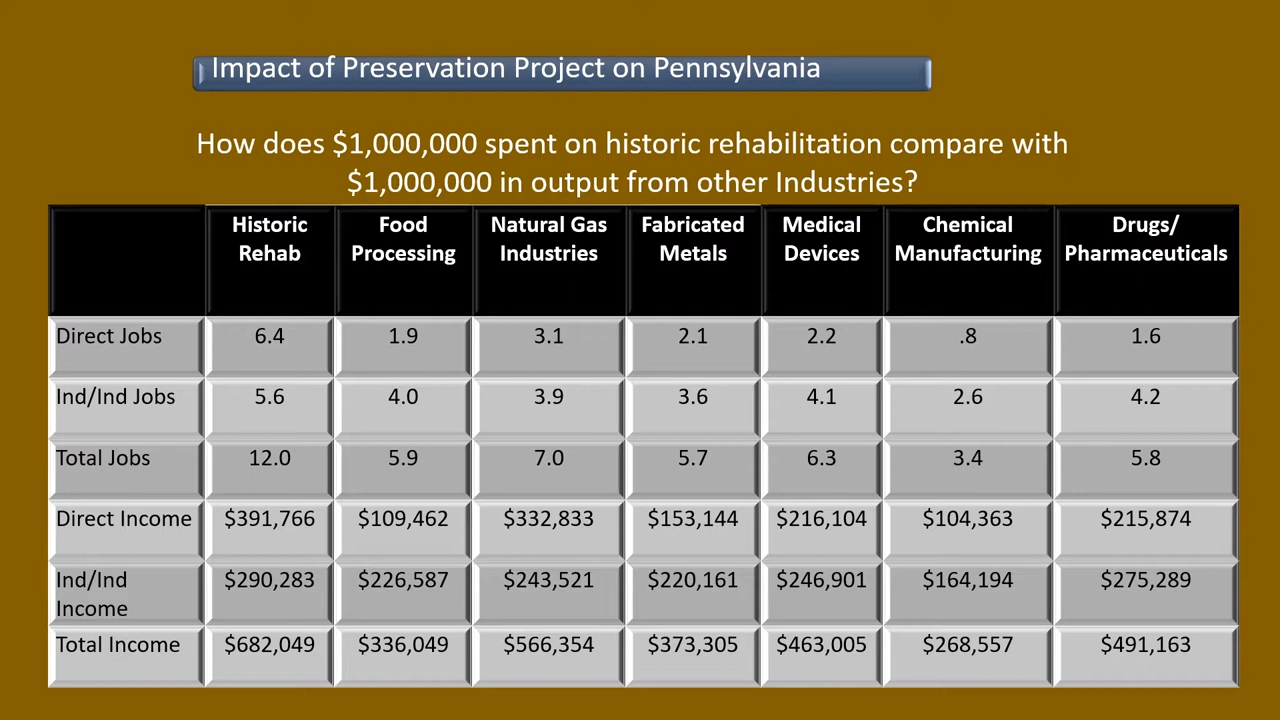 Impact of Preservation Project on Pennsylvania
How does $1,000,000 spent on historic rehabilitation compare with
$1,000,000 in output from other Industries?
Historic Rehab Food Processing Natural Gas Industries Fabricated Metals Medical Devices Chemical Manufacturing Drugs/ Pharmaceuticals
Direct Jobs 6.4 1.9 3.1 2.1 2.2 .8 1.6
Ind/Ind Jobs 5.6 4.0 3.9 3.6 4.1 2.6 4.2
Total Jobs 12.0 5.9 7.0 5.7 6.3 3.4 5.8
Direct Income $391,766 $109,462 $332,833 $153,144 $216,104 $104,363 $215,874
Ind/Ind Income $290,283 $226,587 $243,521 $220,161 $246,901 $164,194 $275,289
Total Income $682,049 $336,049 $566,354 $373,305 $463,005 $268,557 $491,163